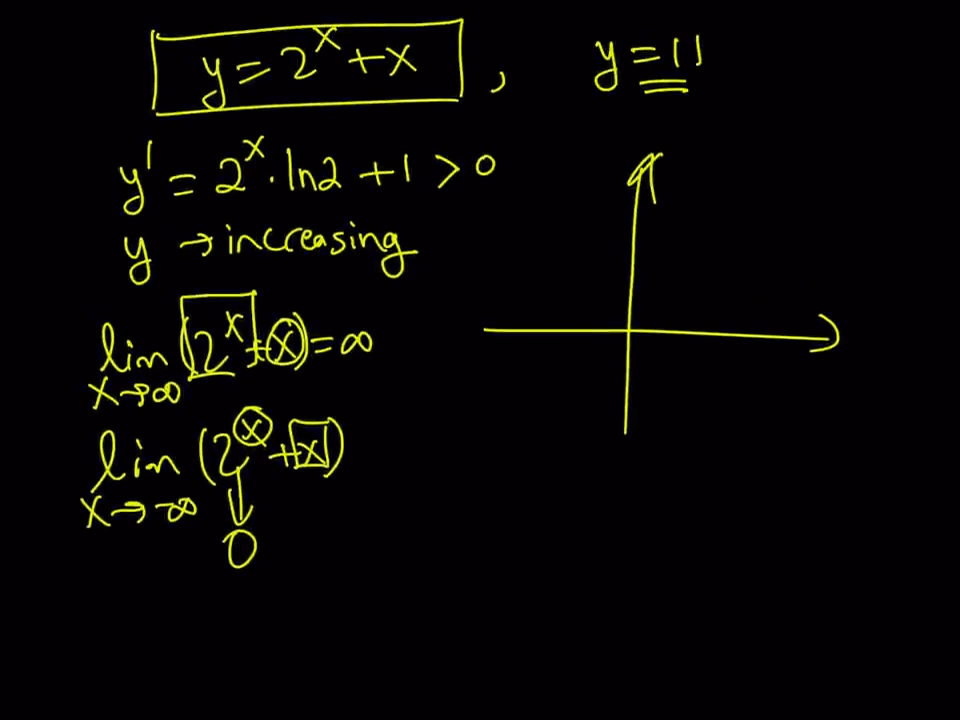 y = 2^x + x , y = 11
y' = 2^x · ln2 + 1 > 0
y → increasing
lim x→∞ (2^x + x) = ∞
lim x→-∞ (2^x + x)
0